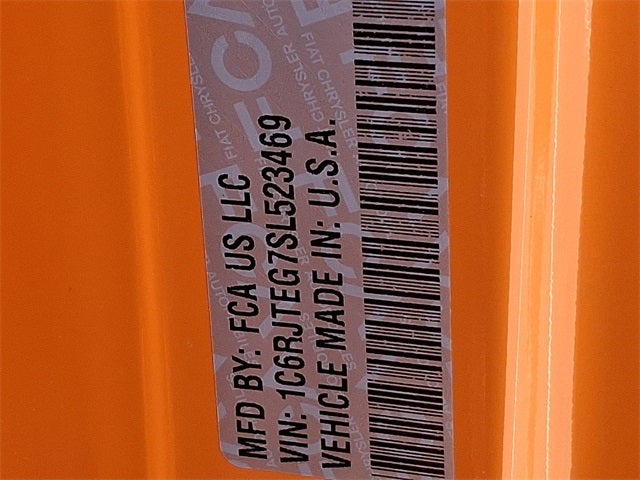 MFD BY: FCA US LLC
VIN: 1C6RJTEG7SL523469
VEHICLE MADE IN: U.S.A.